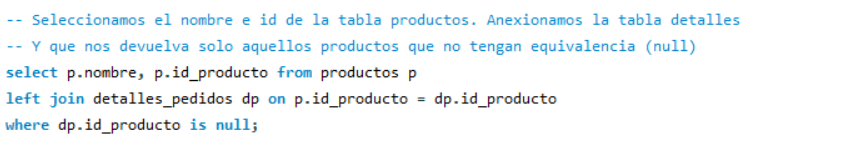 -- Seleccionamos el nombre e id de la tabla productos. Anexionamos la tabla detalles
-- Y que nos devuelva solo aquellos productos que no tengan equivalencia (null)
select p.nombre, p.id_producto from productos p
left join detalles_pedidos dp on p.id_producto = dp.id_producto
where dp.id_producto is null;